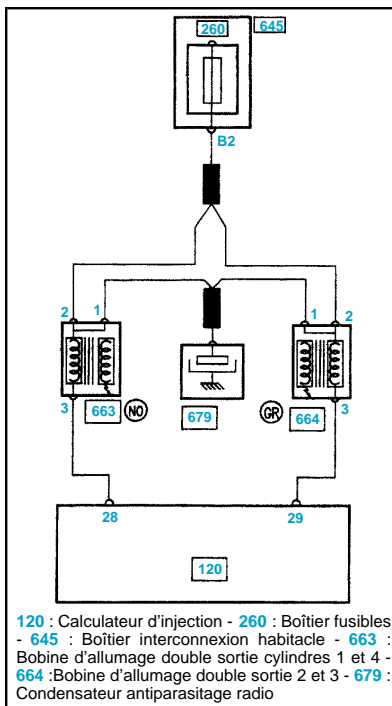 260 645
B2
2 1 1 2
3 663 NO 679 GR 664 3
28 29
120
120 : Calculateur d'injection - 260 : Boîtier fusibles
- 645 : Boîtier interconnexion habitacle - 663 :
Bobine d'allumage double sortie cylindres 1 et 4 -
664 :Bobine d'allumage double sortie 2 et 3 - 679 :
Condensateur antiparasitage radio